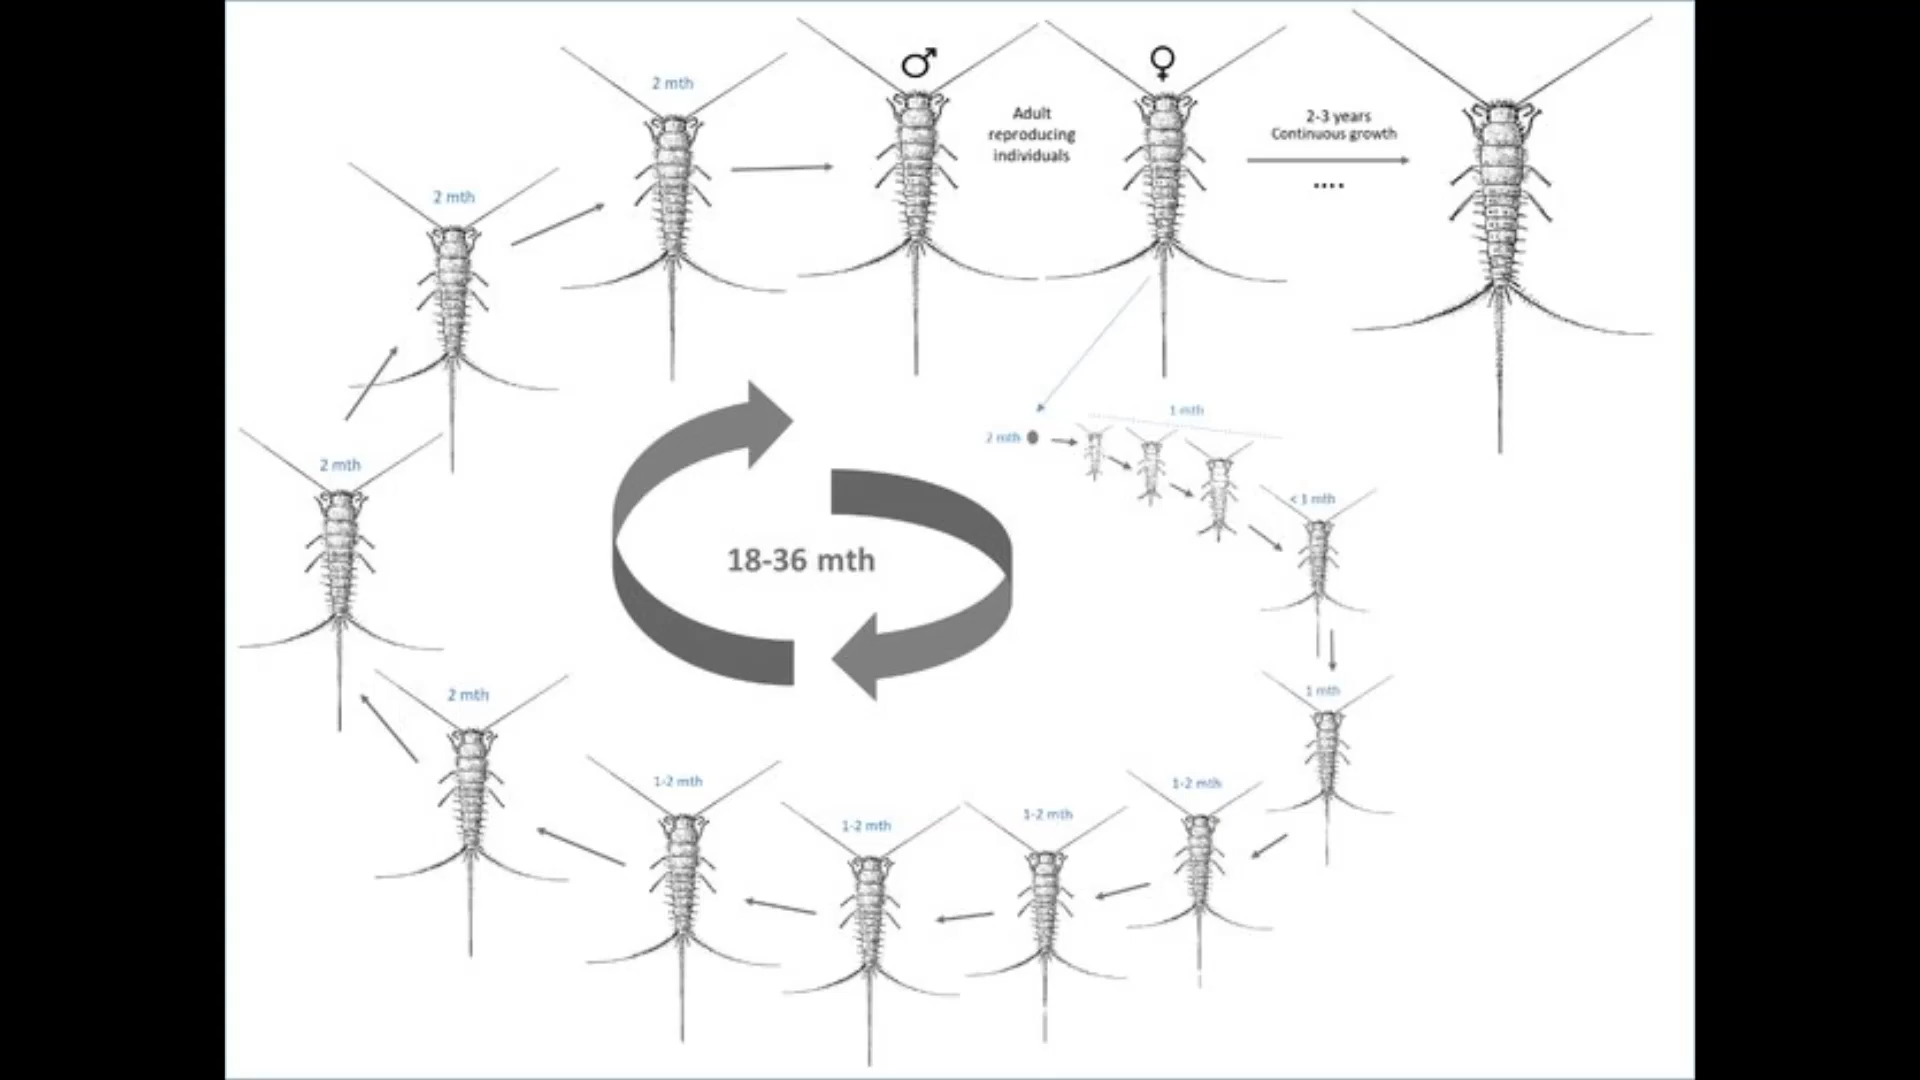 2 mth
♂
♀
2 mth
Adult
reproducing
individuals
2-3 years
Continuous growth
....
2 mth
1 mth
2 mth
2 mth
< 1 mth
18-36 mth
1 mth
2 mth
1-2 mth
1-2 mth
1-2 mth
1-2 mth